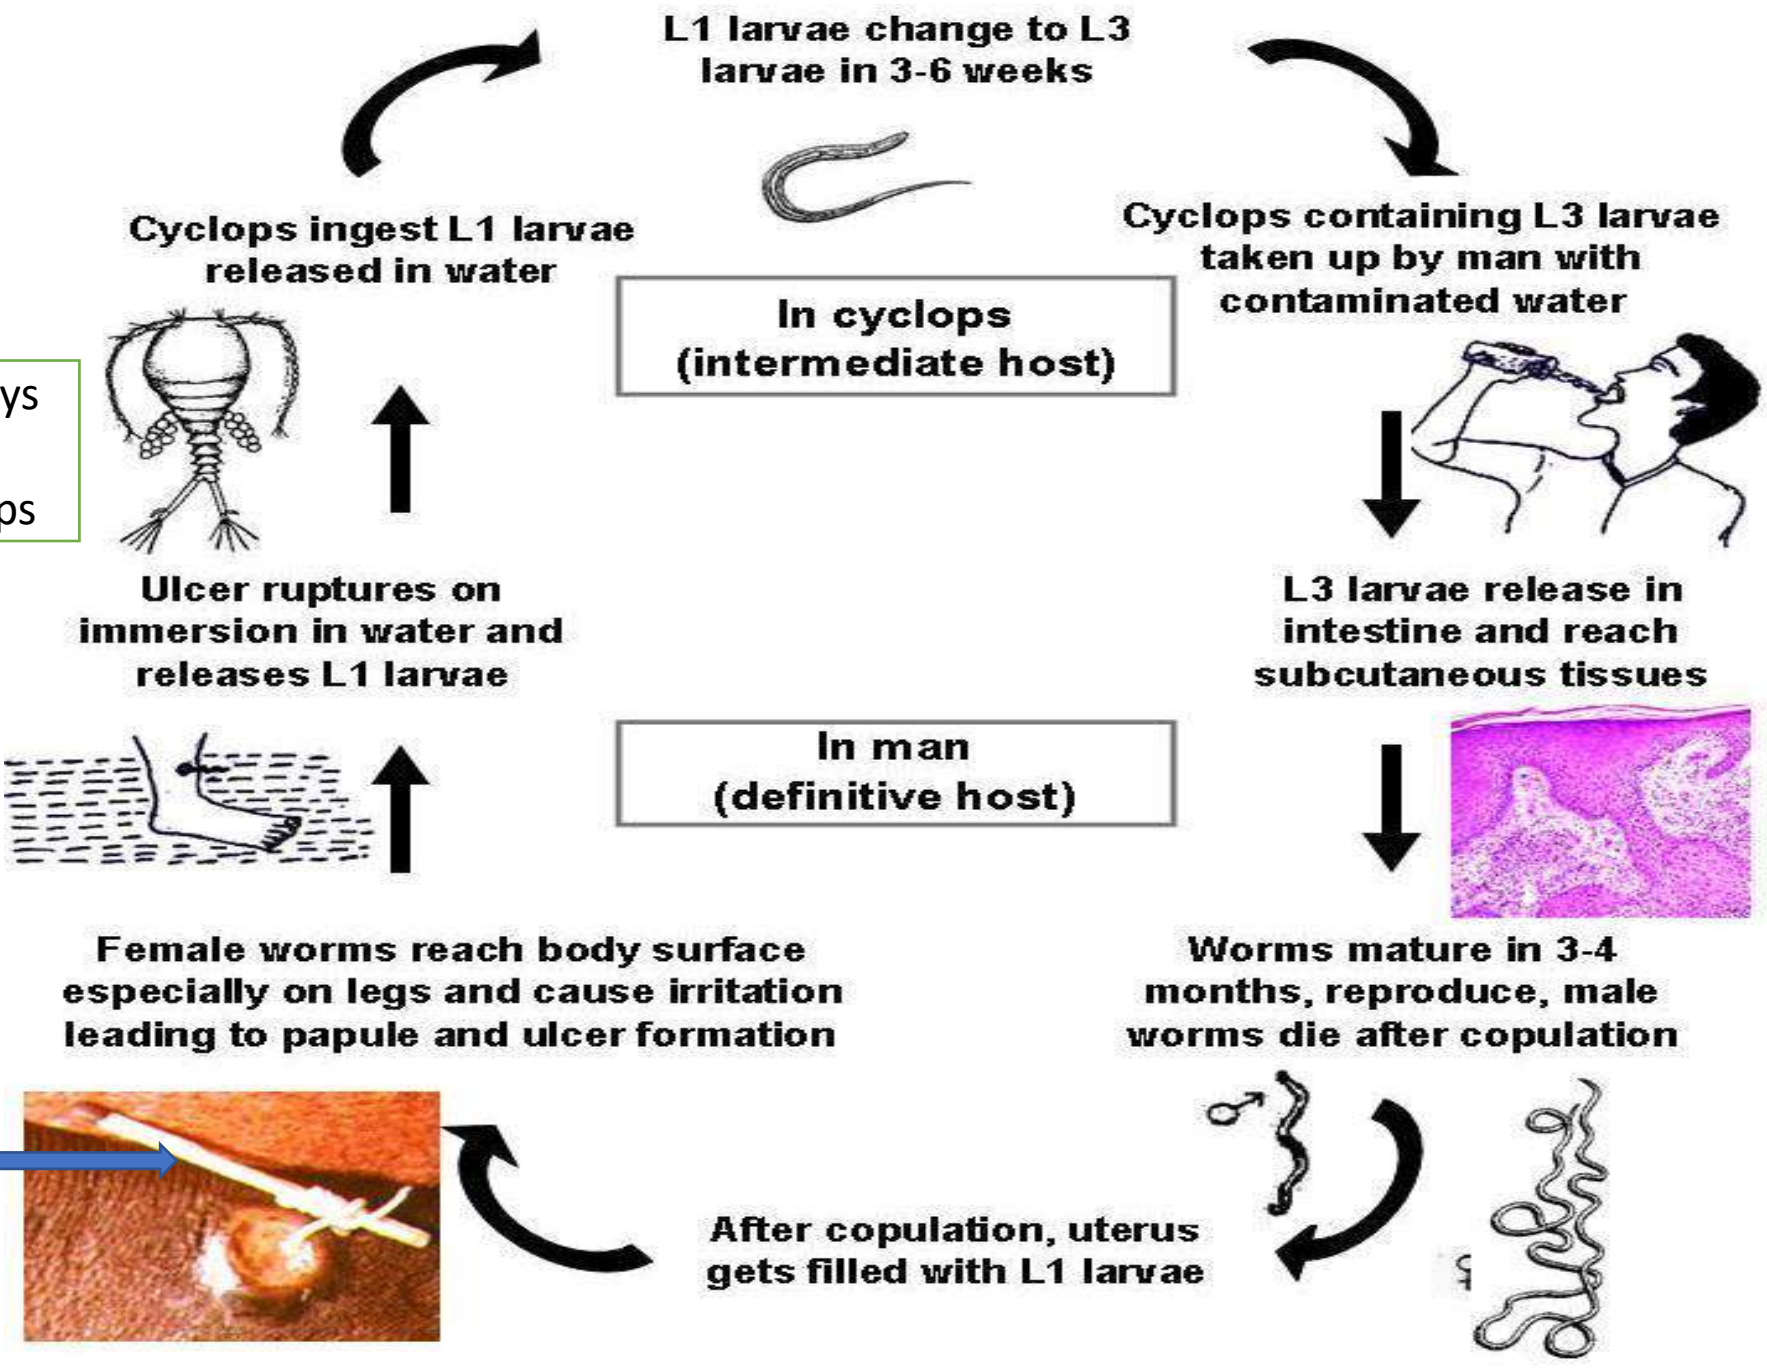 L1 larvae change to L3
larvae in 3-6 weeks
Cyclops containing L3 larvae
taken up by man with
contaminated water
L3 larvae release in
intestine and reach
subcutaneous tissues
Worms mature in 3-4
months, reproduce, male
worms die after copulation
♂
♀
After copulation, uterus
gets filled with L1 larvae
Female worms reach body surface
especially on legs and cause irritation
leading to papule and ulcer formation
Ulcer ruptures on
immersion in water and
releases L1 larvae
Cyclops ingest L1 larvae
released in water
In cyclops
(intermediate host)
In man
(definitive host)